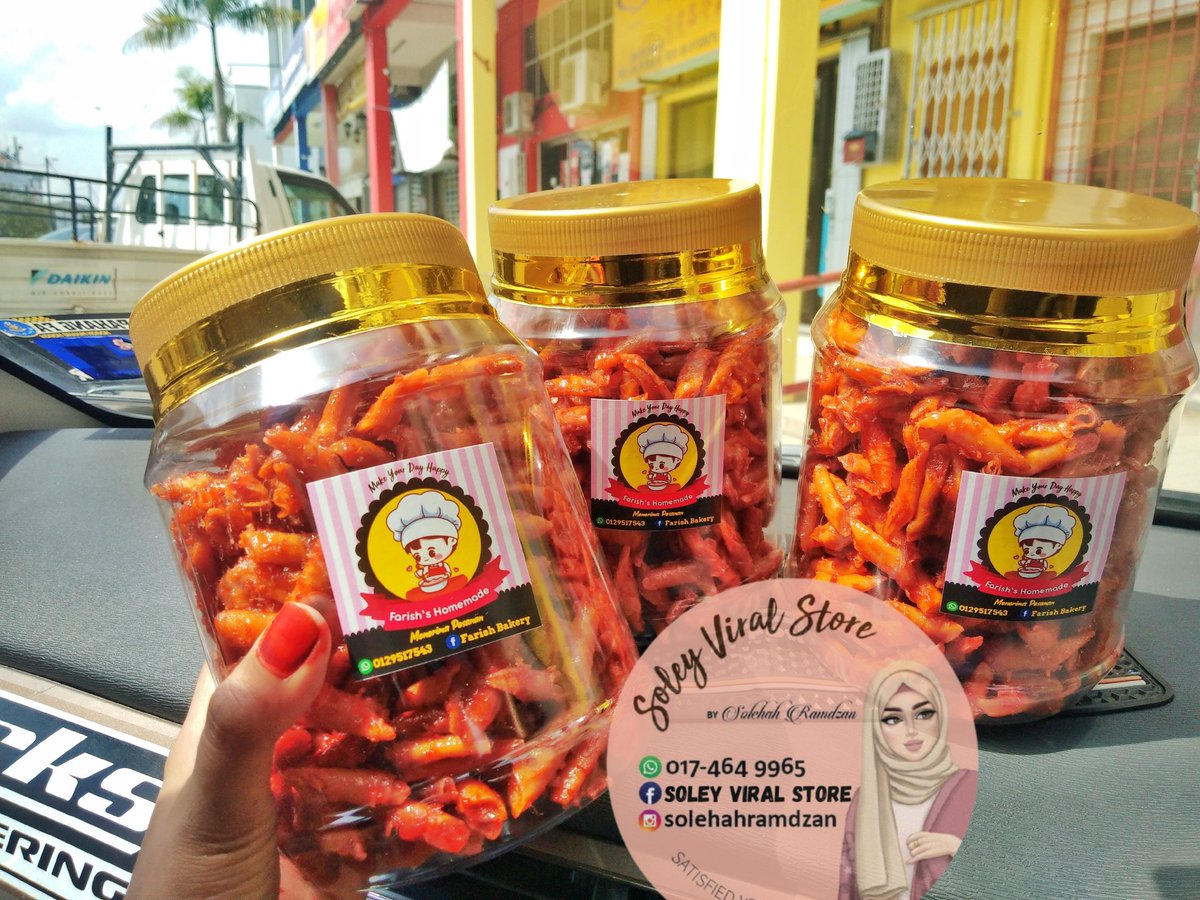 DAIKIN
Make Your Day Happy
Farish's Homemade
Menerima Pesanan
0129517543 Farish Bakery
Make Your Day Happy
Farish's Homemade
Menerima Pesanan
0129517543 Farish Bakery
Make Your Day Happy
Farish's Homemade
Menerima Pesanan
0129517543 Farish Bakery
Soley Viral Store
BY Solehah Ramdzan
017-464 9965
SOLEY VIRAL STORE
solehahramdzan
SATISFIED
rks
ERING